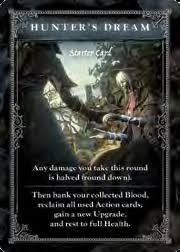 HUNTER'S DREAM
Starter Card
Any damage you take this round
is halved (round down).
Then bank your collected Blood,
reclaim all used Action cards,
gain a new Upgrade,
and rest to full Health.